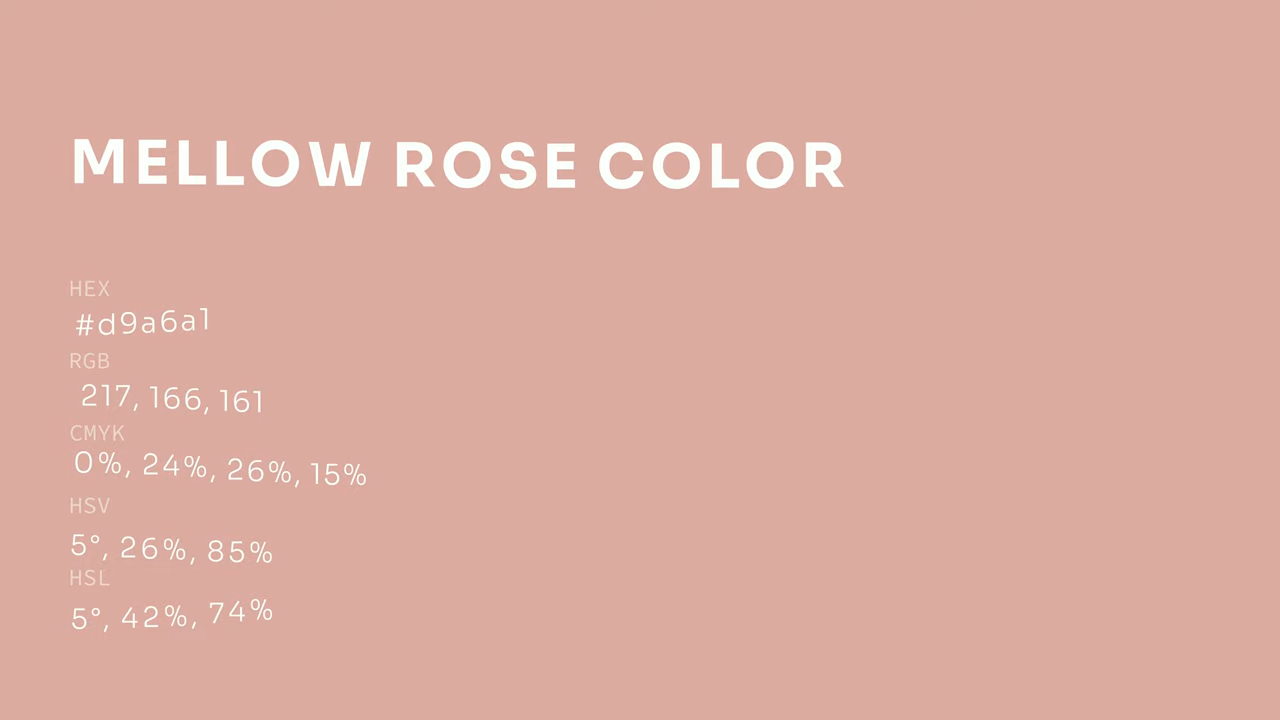 MELLOW ROSE COLOR
HEX
#d9a6a1
RGB
217, 166, 161
CMYK
0%, 24%, 26%, 15%
HSV
5°, 26%, 85%
HSL
5°, 42%, 74%